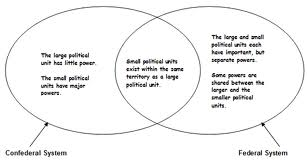 The large political
unit has little power.
The small political
units have major
powers.
Small political units
exist within the same
territory as a large
political unit.
The large and small
political units each
have important, but
separate powers.
Some powers are
shared between the
larger and the
smaller political
units.
Confederal System
Federal System